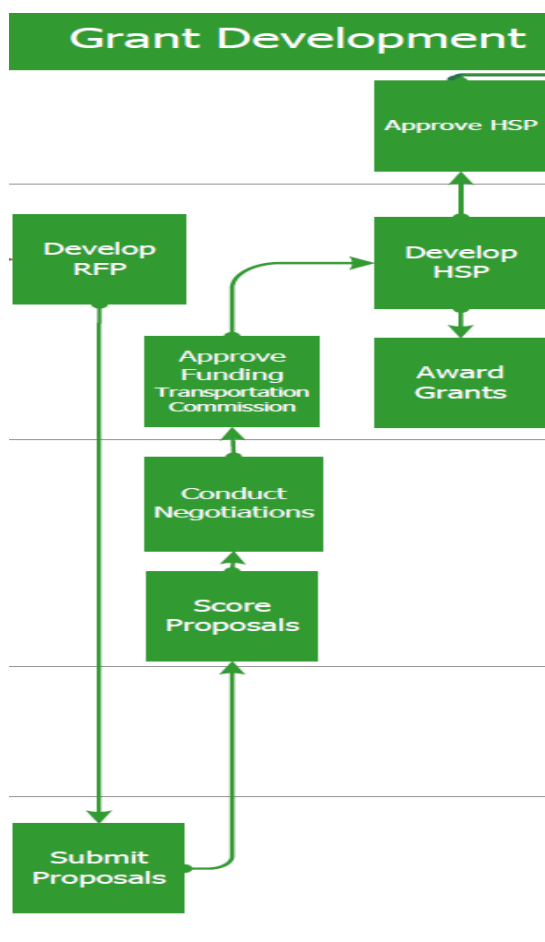 Grant Development
Approve HSP
Develop
RFP
Develop
HSP
Approve
Funding
Transportation
Commission
Award
Grants
Conduct
Negotiations
Score
Proposals
Submit
Proposals